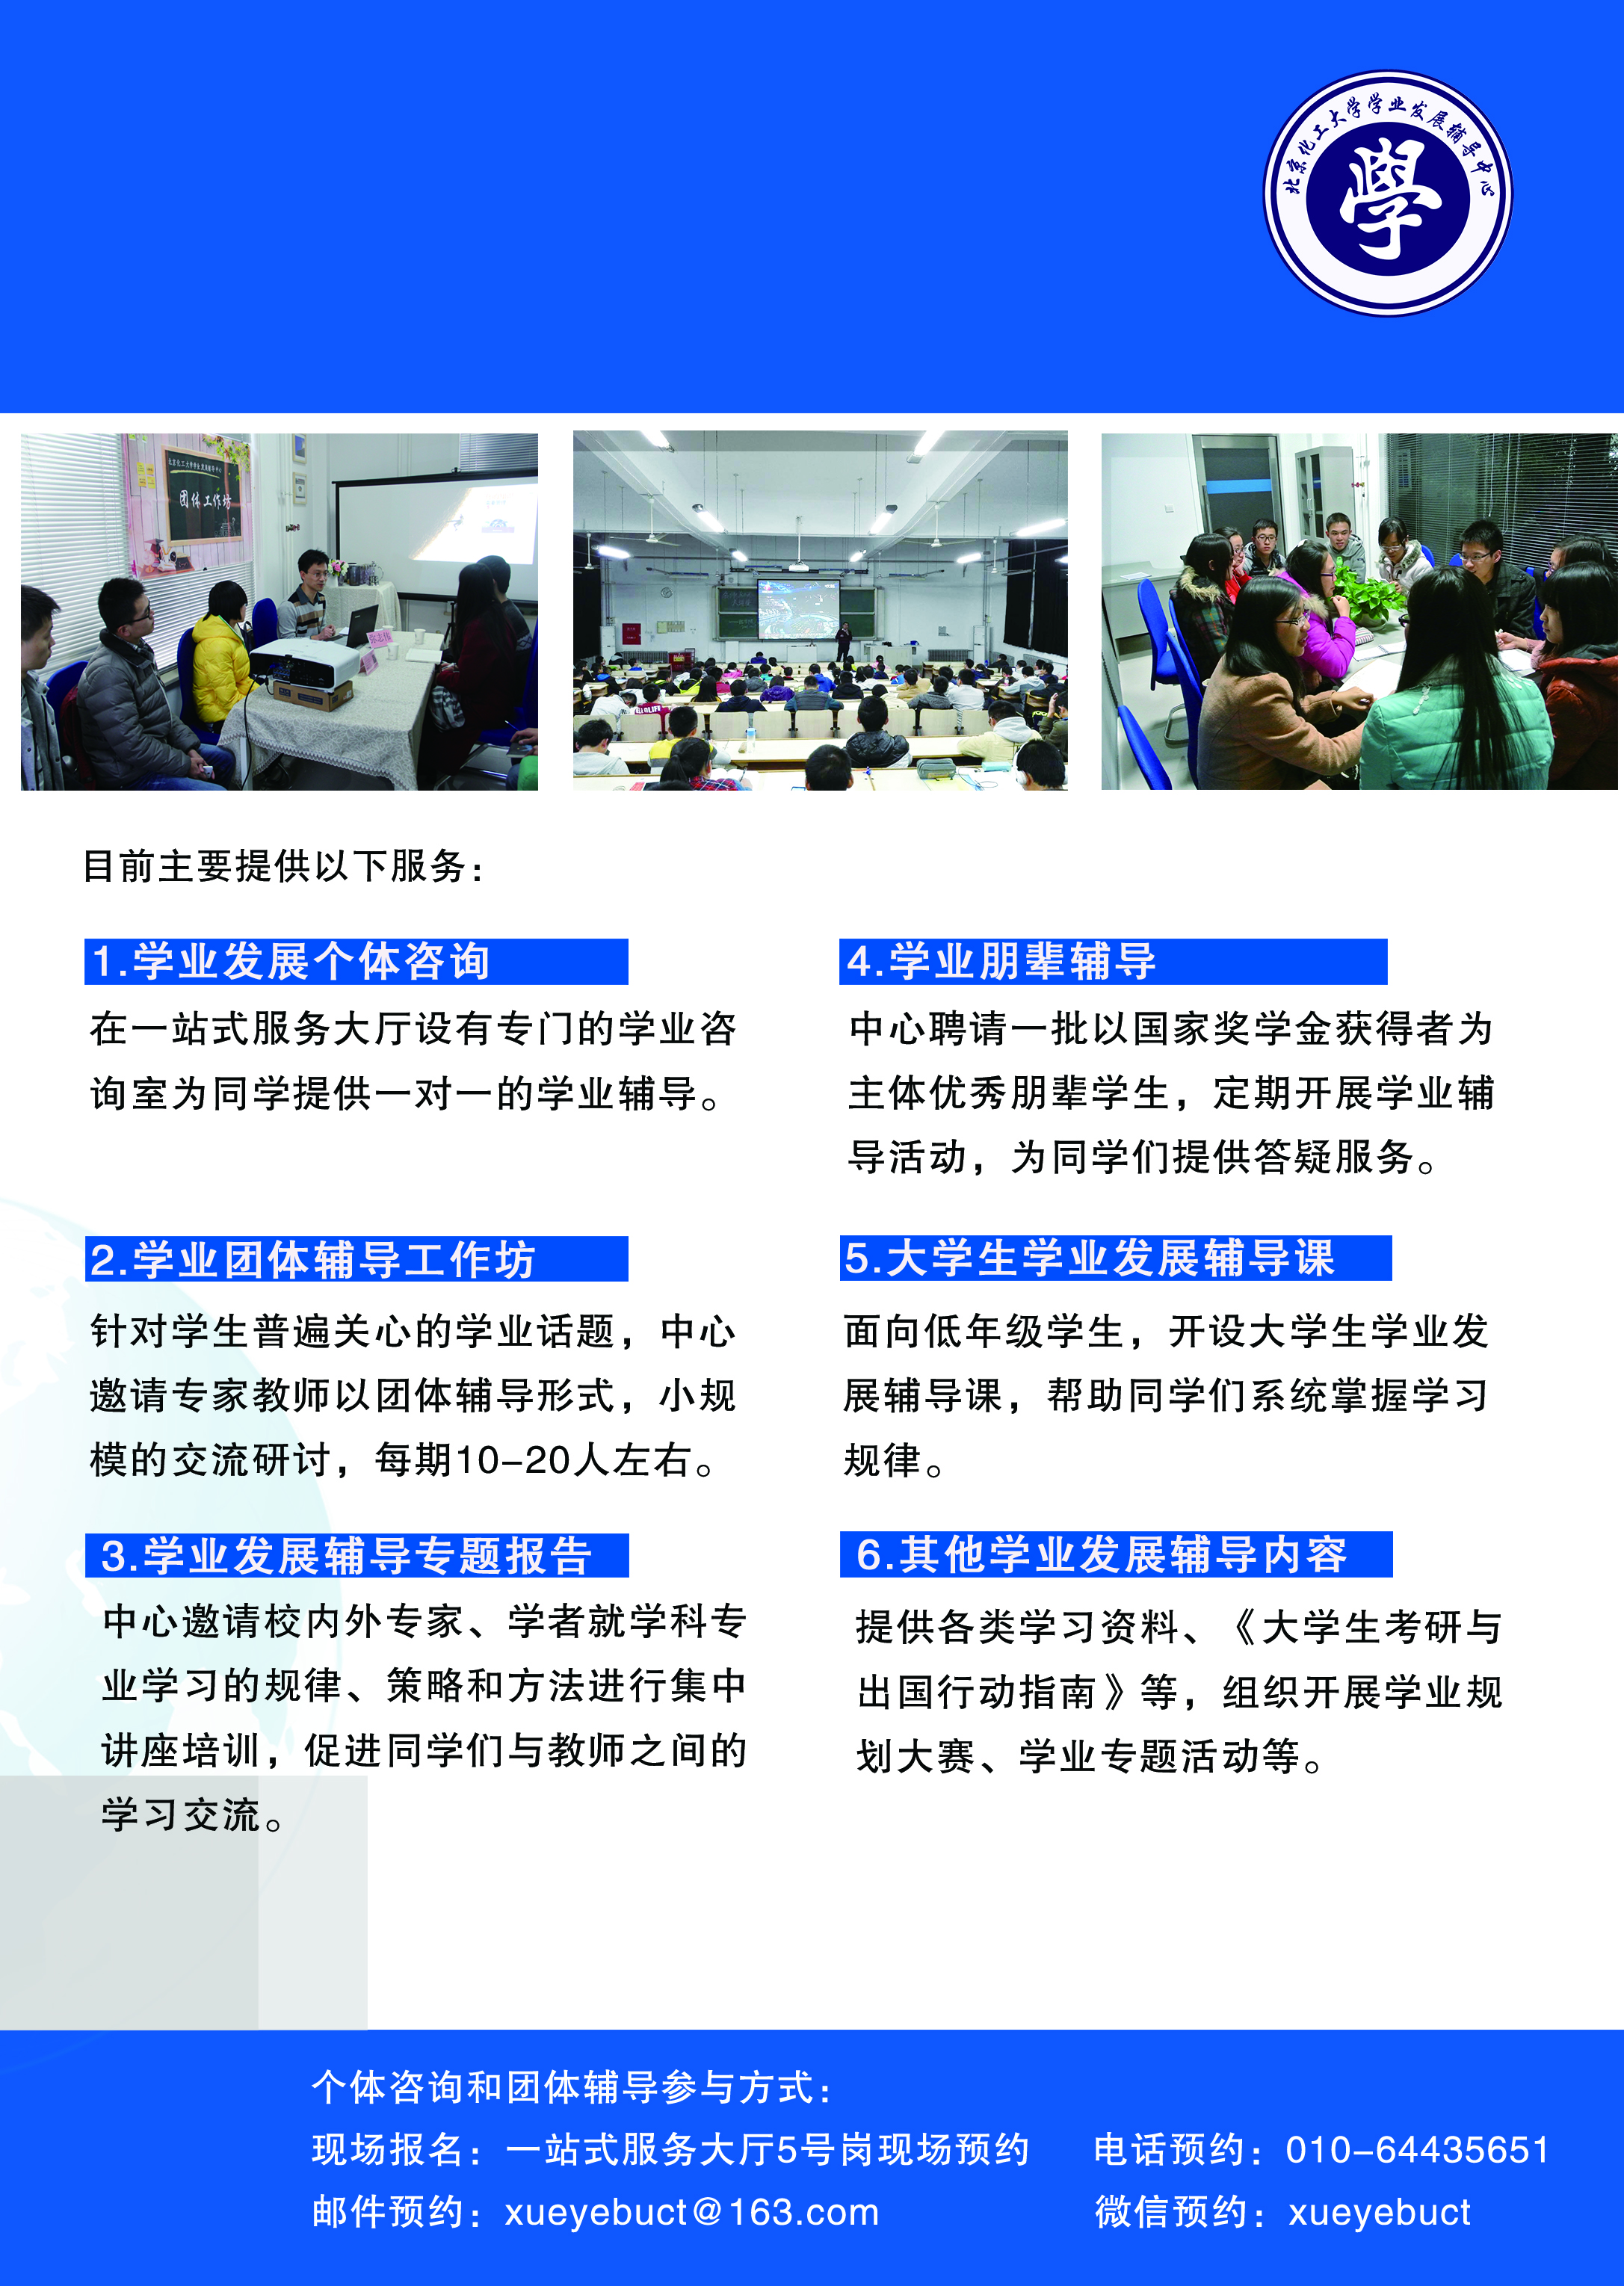 北京化工大学学业发展辅导中心
學
北京化工大学学业发展辅导中心
团体工作坊
目前主要提供以下服务：
1.学业发展个体咨询
在一站式服务大厅设有专门的学业咨
询室为同学提供一对一的学业辅导。
2.学业团体辅导工作坊
针对学生普遍关心的学业话题，中心
邀请专家教师以团体辅导形式，小规
模的交流研讨，每期10-20人左右。
3.学业发展辅导专题报告
中心邀请校内外专家、学者就学科专
业学习的规律、策略和方法进行集中
讲座培训，促进同学们与教师之间的
学习交流。
4.学业朋辈辅导
中心聘请一批以国家奖学金获得者为
主体优秀朋辈学生，定期开展学业辅
导活动，为同学们提供答疑服务。
5.大学生学业发展辅导课
面向低年级学生，开设大学生学业发
展辅导课，帮助同学们系统掌握学习
规律。
6.其他学业发展辅导内容
提供各类学习资料、《大学生考研与
出国行动指南》等，组织开展学业规
划大赛、学业专题活动等。
个体咨询和团体辅导参与方式：
现场报名：一站式服务大厅5号岗现场预约
电话预约：010-64435651
邮件预约：xueyebuct@163.com
微信预约：xueyebuct